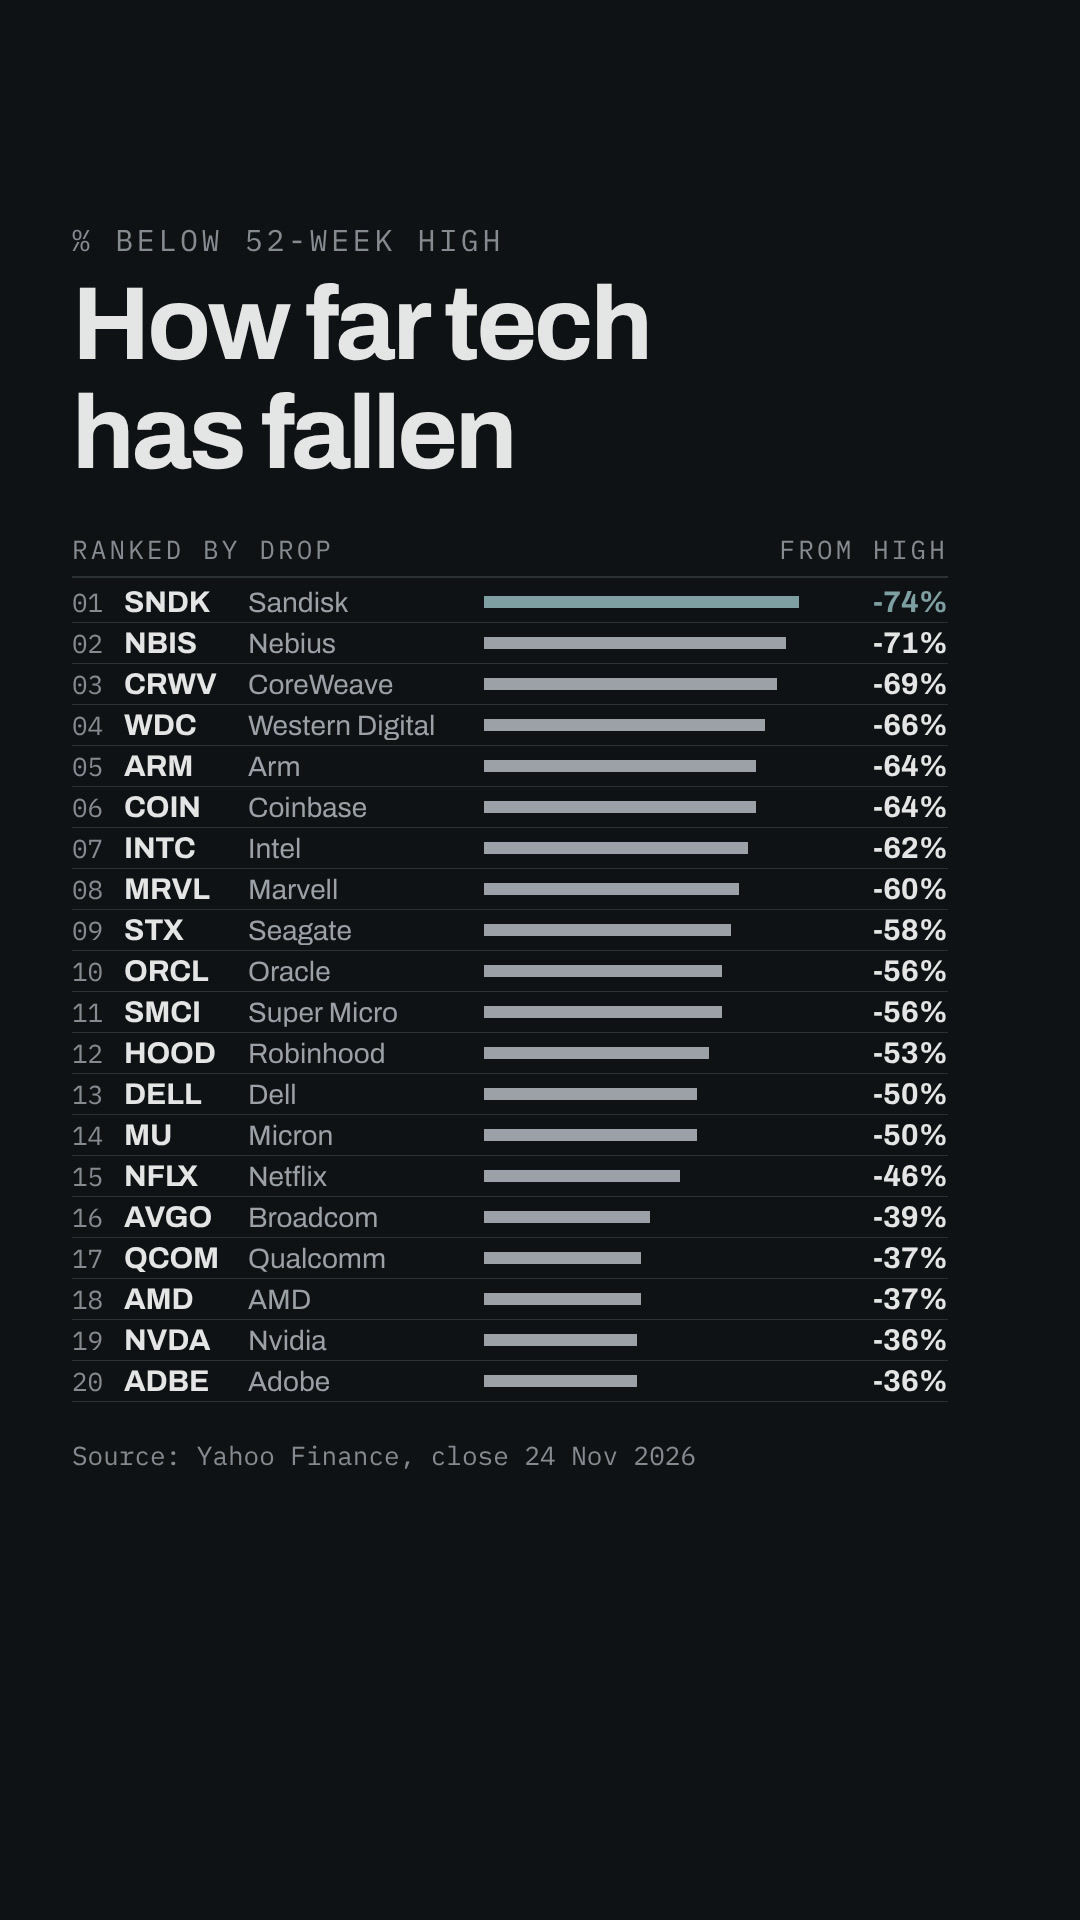 % BELOW 52-WEEK HIGH
How far tech
has fallen
RANKED BY DROP FROM HIGH
01 SNDK Sandisk -74%
02 NBIS Nebius -71%
03 CRWV CoreWeave -69%
04 WDC Western Digital -66%
05 ARM Arm -64%
06 COIN Coinbase -64%
07 INTC Intel -62%
08 MRVL Marvell -60%
09 STX Seagate -58%
10 ORCL Oracle -56%
11 SMCI Super Micro -56%
12 HOOD Robinhood -53%
13 DELL Dell -50%
14 MU Micron -50%
15 NFLX Netflix -46%
16 AVGO Broadcom -39%
17 QCOM Qualcomm -37%
18 AMD AMD -37%
19 NVDA Nvidia -36%
20 ADBE Adobe -36%
Source: Yahoo Finance, close 24 Nov 2026